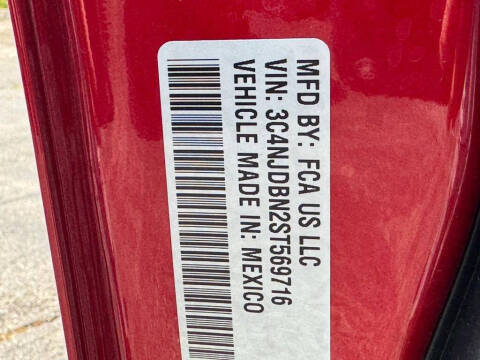 MFD BY: FCA US LLC
VIN: 3C4NJDBN2ST569716
VEHICLE MADE IN: MEXICO